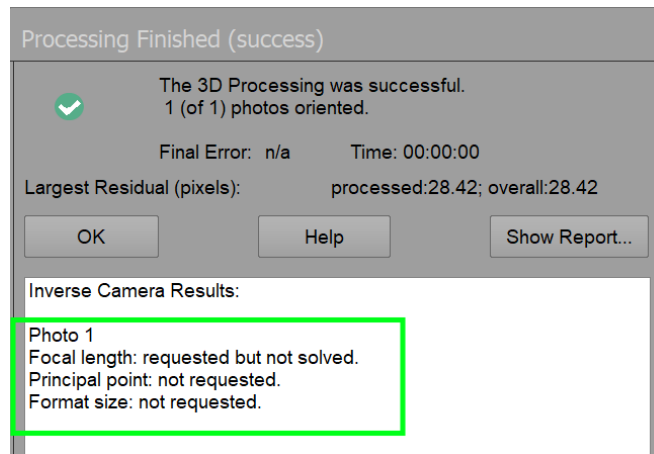 Processing Finished (success)
The 3D Processing was successful.
1 (of 1) photos oriented.
Final Error: n/a Time: 00:00:00
Largest Residual (pixels): processed:28.42; overall:28.42
OK Help Show Report...
Inverse Camera Results:
Photo 1
Focal length: requested but not solved.
Principal point: not requested.
Format size: not requested.